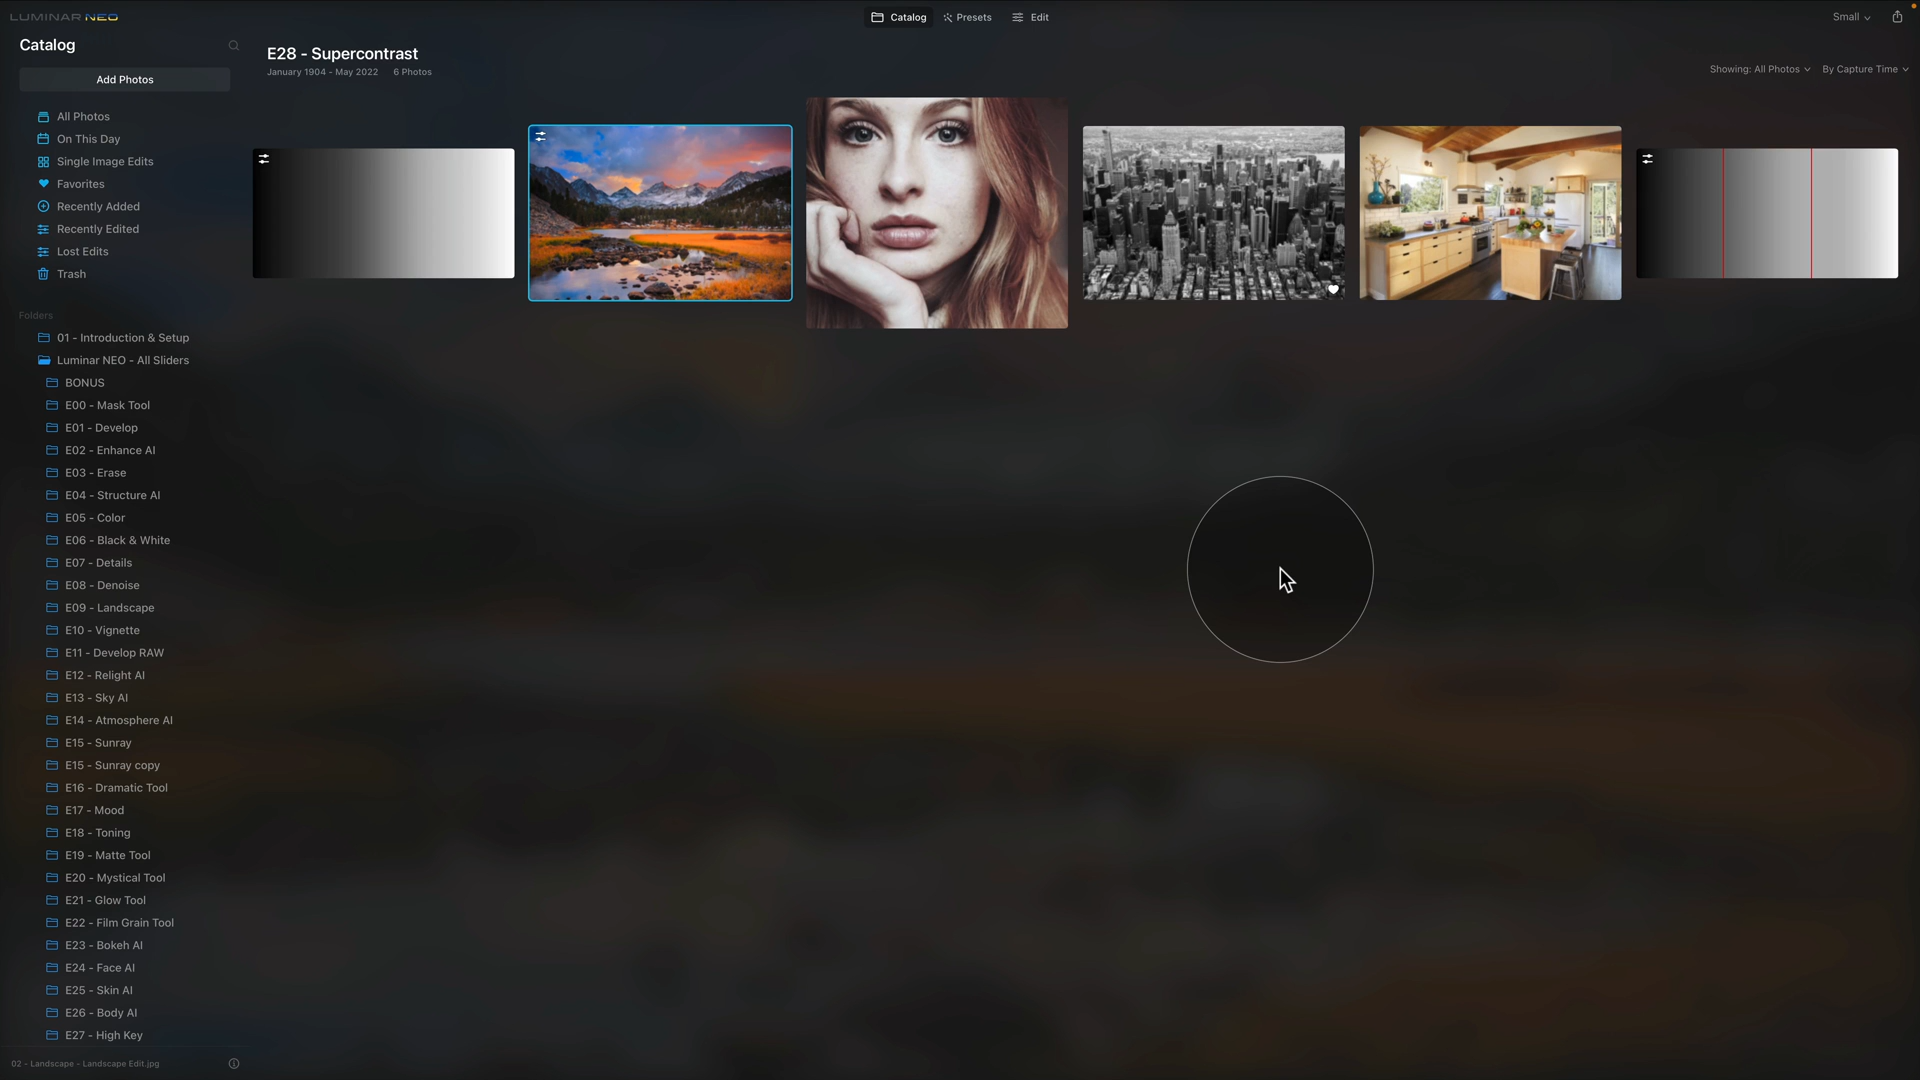 LUMINAR NEO
Catalog
Presets
Edit
Small
Catalog
Add Photos
E28 - Supercontrast
January 1904 - May 2022
6 Photos
Showing: All Photos
By Capture Time
All Photos
On This Day
Single Image Edits
Favorites
Recently Added
Recently Edited
Lost Edits
Trash
Folders
01 - Introduction & Setup
Luminar NEO - All Sliders
BONUS
E00 - Mask Tool
E01 - Develop
E02 - Enhance AI
E03 - Erase
E04 - Structure AI
E05 - Color
E06 - Black & White
E07 - Details
E08 - Denoise
E09 - Landscape
E10 - Vignette
E11 - Develop RAW
E12 - Relight AI
E13 - Sky AI
E14 - Atmosphere AI
E15 - Sunray
E15 - Sunray copy
E16 - Dramatic Tool
E17 - Mood
E18 - Toning
E19 - Matte Tool
E20 - Mystical Tool
E21 - Glow Tool
E22 - Film Grain Tool
E23 - Bokeh AI
E24 - Face AI
E25 - Skin AI
E26 - Body AI
E27 - High Key
02 - Landscape - Landscape Edit.jpg